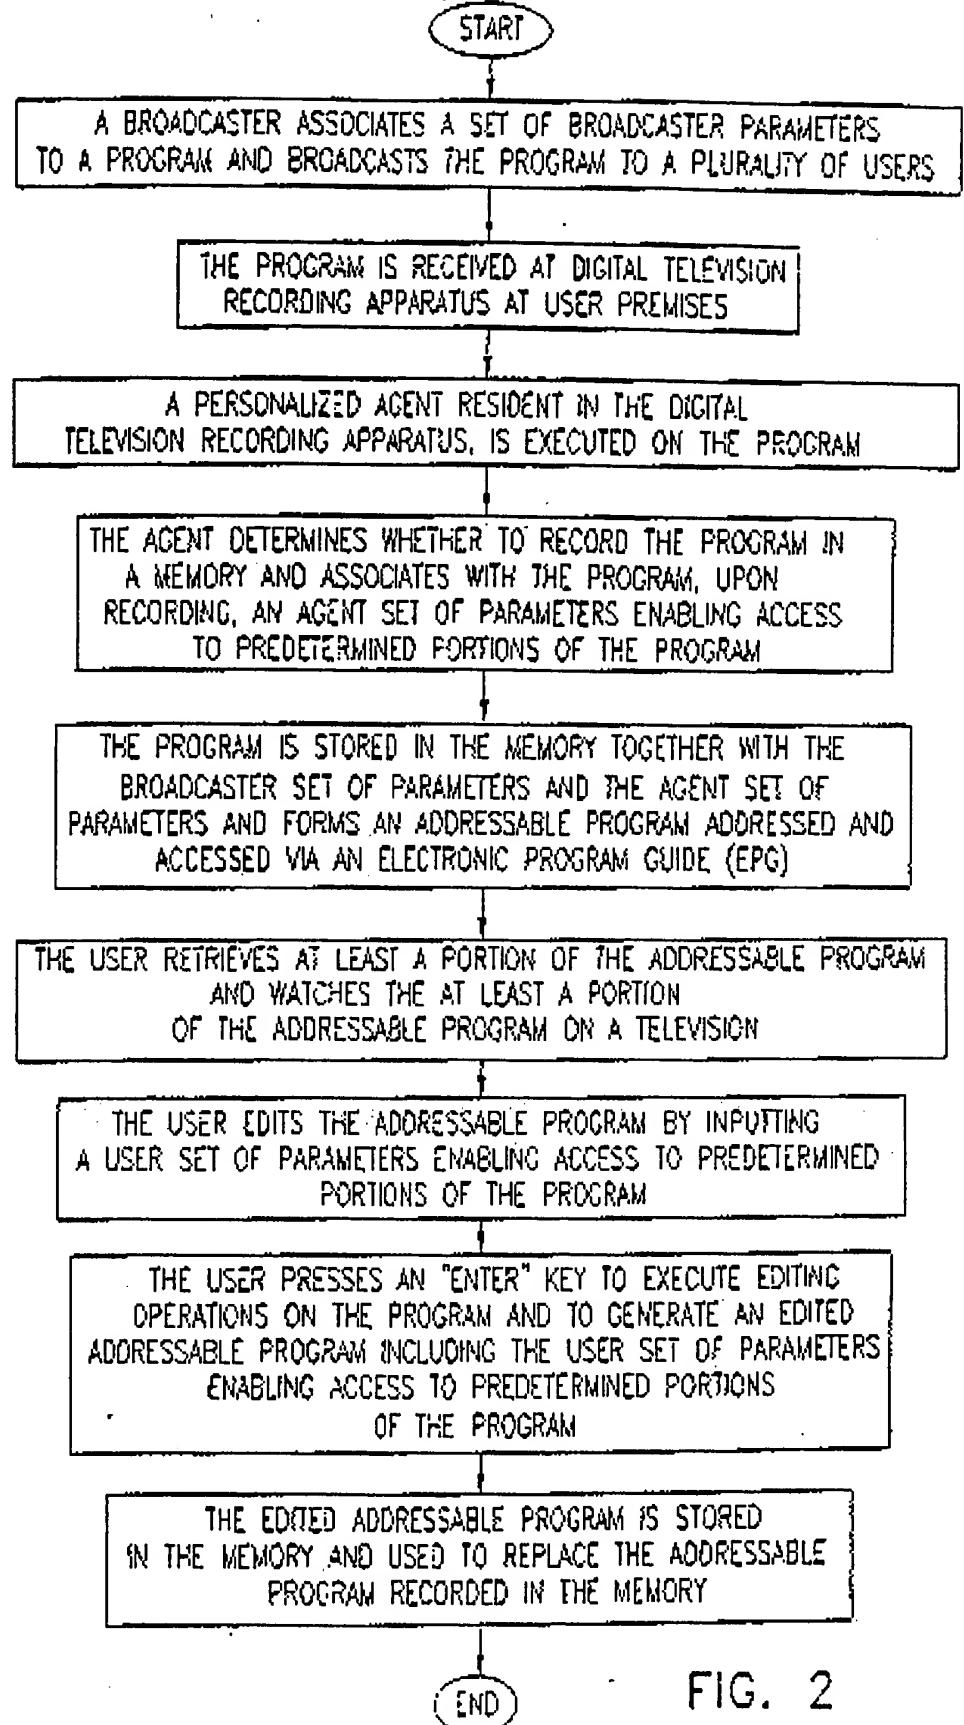 START
A BROADCASTER ASSOCIATES A SET OF BROADCASTER PARAMETERS
TO A PROGRAM AND BROADCASTS THE PROGRAM TO A PLURALITY OF USERS
THE PROGRAM IS RECEIVED AT DIGITAL TELEVISION
RECORDING APPARATUS AT USER PREMISES
A PERSONALIZED AGENT RESIDENT IN THE DIGITAL
TELEVISION RECORDING APPARATUS, IS EXECUTED ON THE PROGRAM
THE AGENT DETERMINES WHETHER TO RECORD THE PROGRAM IN
A MEMORY AND ASSOCIATES WITH THE PROGRAM, UPON
RECORDING, AN AGENT SET OF PARAMETERS ENABLING ACCESS
TO PREDETERMINED PORTIONS OF THE PROGRAM
THE PROGRAM IS STORED IN THE MEMORY TOGETHER WITH THE
BROADCASTER SET OF PARAMETERS AND THE AGENT SET OF
PARAMETERS AND FORMS AN ADDRESSABLE PROGRAM ADDRESSED AND
ACCESSED VIA AN ELECTRONIC PROGRAM GUIDE (EPG)
THE USER RETRIEVES AT LEAST A PORTION OF THE ADDRESSABLE PROGRAM
AND WATCHES THE AT LEAST A PORTION
OF THE ADDRESSABLE PROGRAM ON A TELEVISION
THE USER EDITS THE ADDRESSABLE PROGRAM BY INPUTTING
A USER SET OF PARAMETERS ENABLING ACCESS TO PREDETERMINED
PORTIONS OF THE PROGRAM
THE USER PRESSES AN "ENTER" KEY TO EXECUTE EDITING
OPERATIONS ON THE PROGRAM AND TO GENERATE AN EDITED
ADDRESSABLE PROGRAM INCLUDING THE USER SET OF PARAMETERS
ENABLING ACCESS TO PREDETERMINED PORTIONS
OF THE PROGRAM
THE EDITED ADDRESSABLE PROGRAM IS STORED
IN THE MEMORY AND USED TO REPLACE THE ADDRESSABLE
PROGRAM RECORDED IN THE MEMORY
END
FIG. 2